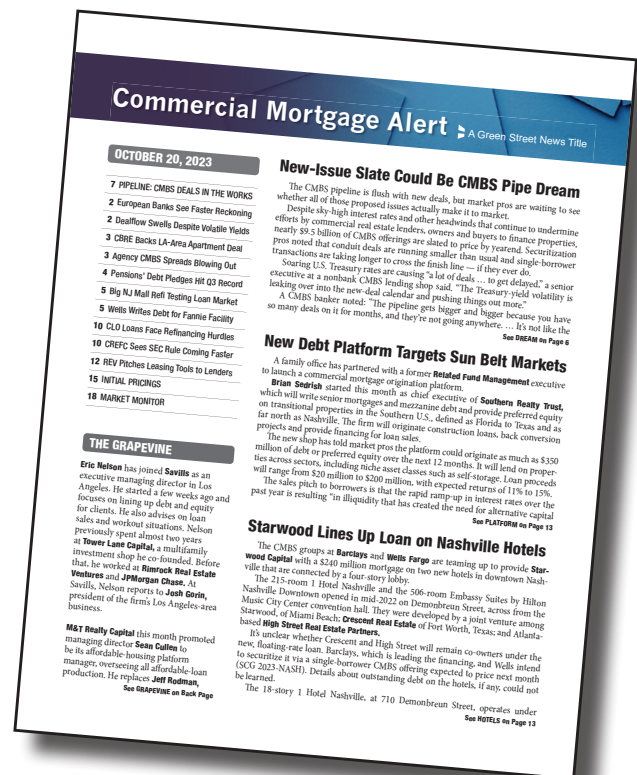 Commercial Mortgage Alert
A Green Street News Title
OCTOBER 20, 2023
7 PIPELINE: CMBS DEALS IN THE WORKS
2 European Banks See Faster Reckoning
2 Dealflow Swells Despite Volatile Yields
3 CBRE Backs LA-Area Apartment Deal
3 Agency CMBS Spreads Blowing Out
4 Pensions' Debt Pledges Hit Q3 Record
5 Big NJ Mall Refi Testing Loan Market
5 Wells Writes Debt for Fannie Facility
10 CLO Loans Face Refinancing Hurdles
10 CREFC Sees SEC Rule Coming Faster
12 REV Pitches Leasing Tools to Lenders
15 INITIAL PRICINGS
18 MARKET MONITOR
THE GRAPEVINE
Eric Nelson has joined Savills as an
executive managing director in Los
Angeles. He started a few weeks ago and
focuses on lining up debt and equity
for clients. He also advises on loan
sales and workout situations. Nelson
previously spent almost two years
at Tower Lane Capital, a multifamily
investment shop he co-founded. Before
that, he worked at Rimrock Real Estate
Ventures and JPMorgan Chase. At
Savills, Nelson reports to Josh Gorin,
president of the firm's Los Angeles-area
business.
M&T Realty Capital this month promoted
managing director Sean Cullen to
be its affordable-housing platform
manager, overseeing all affordable-loan
production. He replaces Jeff Rodman,
See GRAPEVINE on Back Page
New-Issue Slate Could Be CMBS Pipe Dream
The CMBS pipeline is flush with new deals, but market pros are waiting to see
whether all of those proposed issues actually make it to market.
Despite sky-high interest rates and other headwinds that continue to undermine
efforts by commercial real estate lenders, owners and buyers to finance properties,
nearly $9.5 billion of CMBS offerings are slated to price by yearend. Securitization
pros noted that conduit deals are running smaller than usual and single-borrower
transactions are taking longer to cross the finish line — if they ever do.
Soaring U.S. Treasury rates are causing "a lot of deals … to get delayed," a senior
executive at a nonbank CMBS lending shop said. "The Treasury-yield volatility is
leaking over into the new-deal calendar and pushing things out more."
A CMBS banker noted: "The pipeline gets bigger and bigger because you have
so many deals on it for months, and they're not going anywhere. … It's not like the
See DREAM on Page 6
New Debt Platform Targets Sun Belt Markets
A family office has partnered with a former Related Fund Management executive
to launch a commercial mortgage origination platform.
Brian Sedrish started this month as chief executive of Southern Realty Trust,
which will write senior mortgages and mezzanine debt and provide preferred equity
on transitional properties in the Southern U.S., defined as Florida to Texas and as
far north as Nashville. The firm will originate construction loans, back conversion
projects and provide financing for loan sales.
The new shop has told market pros the platform could originate as much as $350
million of debt or preferred equity over the next 12 months. It will lend on proper-
ties across sectors, including niche asset classes such as self-storage. Loan proceeds
will range from $20 million to $200 million, with expected returns of 11% to 15%.
The sales pitch to borrowers is that the rapid ramp-up in interest rates over the
past year is resulting "in illiquidity that has created the need for alternative capital
See PLATFORM on Page 13
Starwood Lines Up Loan on Nashville Hotels
The CMBS groups at Barclays and Wells Fargo are teaming up to provide Star-
wood Capital with a $240 million mortgage on two new hotels in downtown Nash-
ville that are connected by a four-story lobby.
The 215-room 1 Hotel Nashville and the 506-room Embassy Suites by Hilton
Nashville Downtown opened in mid-2022 on Demonbreun Street, across from the
Music City Center convention hall. They were developed by a joint venture among
Starwood, of Miami Beach; Crescent Real Estate of Fort Worth, Texas; and Atlanta-
based High Street Real Estate Partners.
It's unclear whether Crescent and High Street will remain co-owners under the
new, floating-rate loan. Barclays, which is leading the financing, and Wells intend
to securitize it via a single-borrower CMBS offering expected to price next month
(SCG 2023-NASH). Details about outstanding debt on the hotels, if any, could not
be learned.
The 18-story 1 Hotel Nashville, at 710 Demonbreun Street, operates under
See HOTELS on Page 13